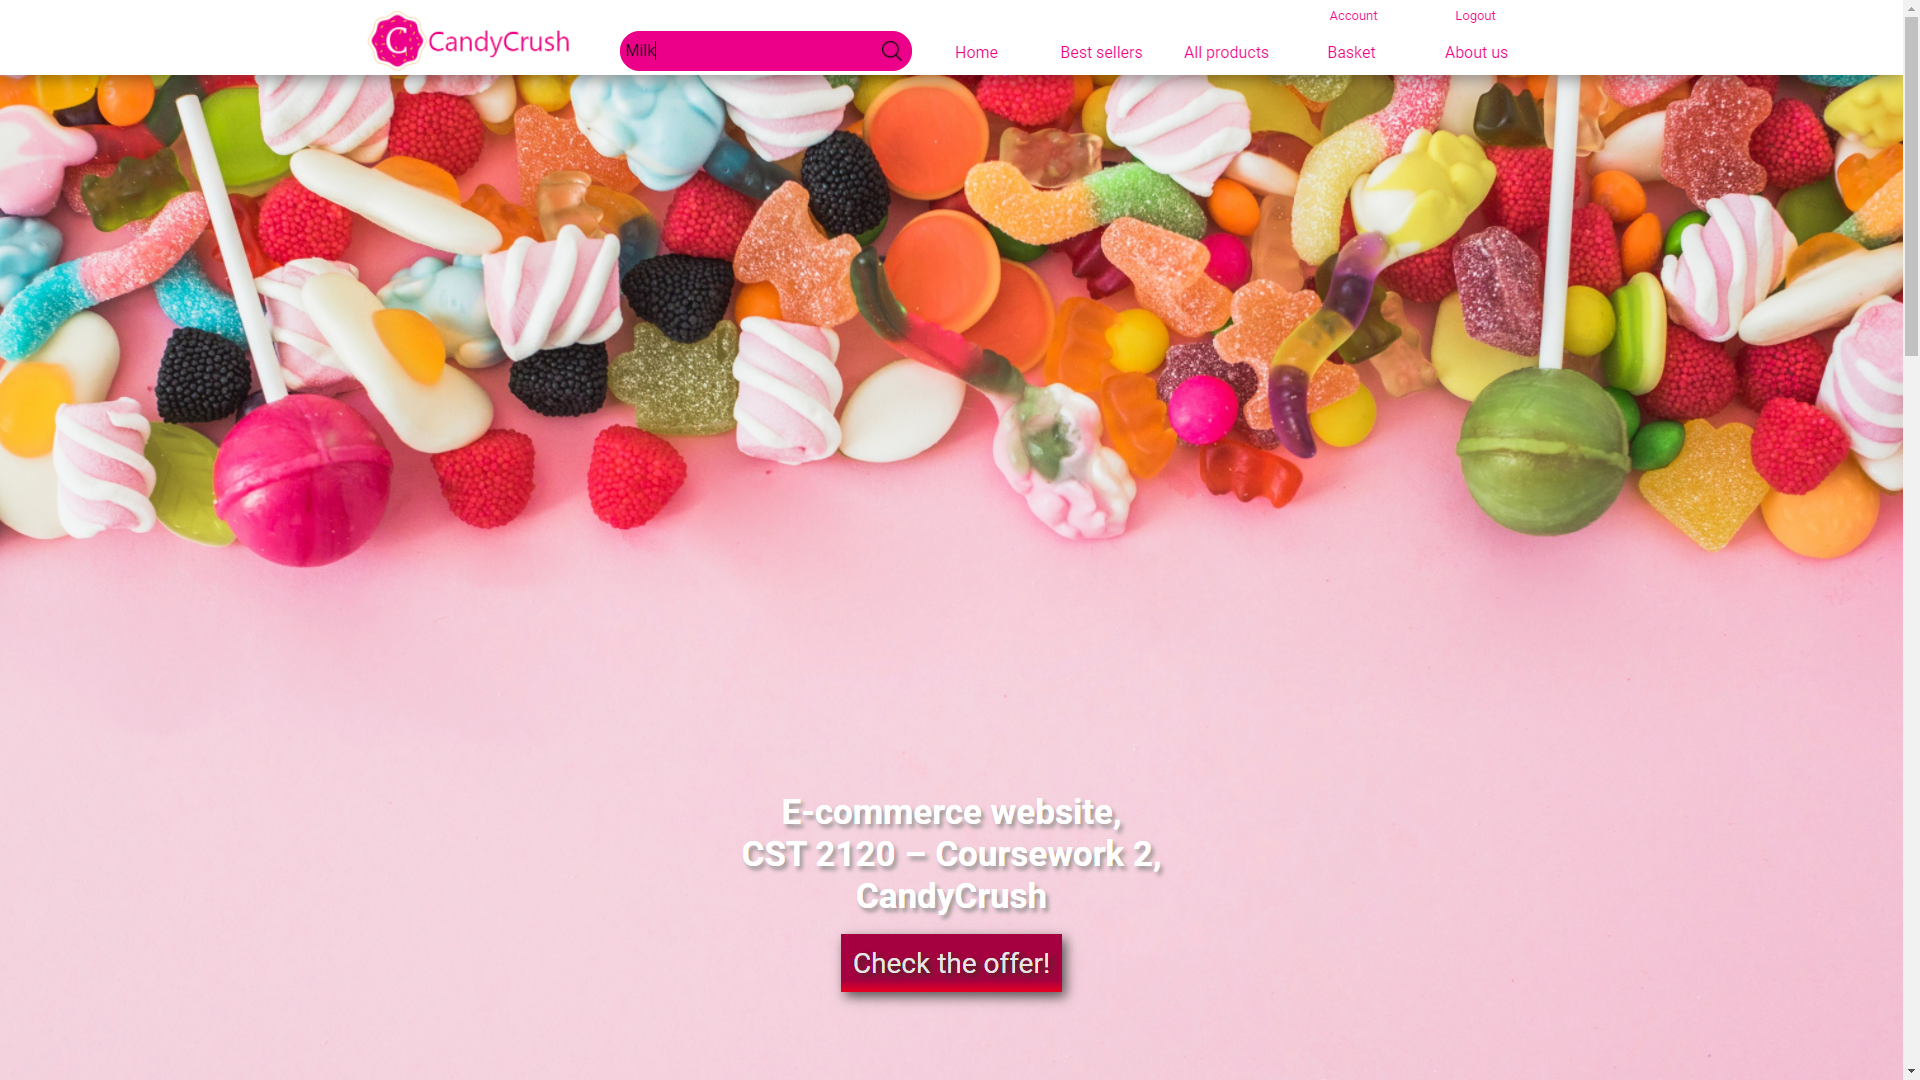 Account
Logout
C
CandyCrush
Milk
Home
Best sellers
All products
Basket
About us
E-commerce website,
CST 2120 – Coursework 2,
CandyCrush
Check the offer!